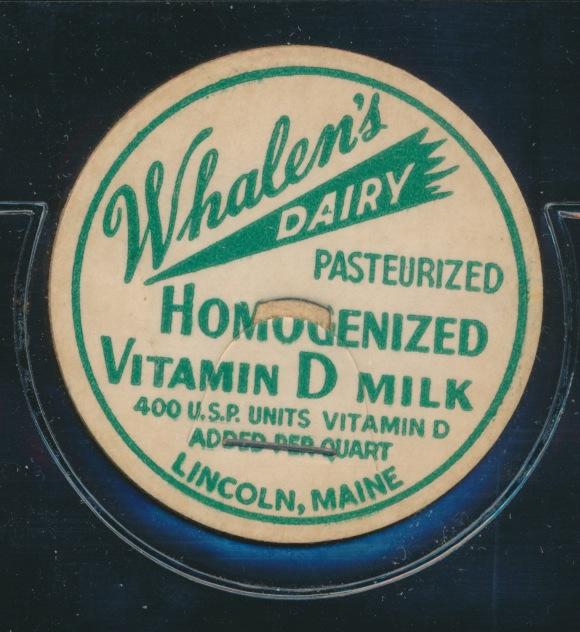 Whalen's
DAIRY
PASTEURIZED
HOMOGENIZED
VITAMIN D MILK
400 U.S.P. UNITS VITAMIN D
ADDED PER QUART
LINCOLN, MAINE